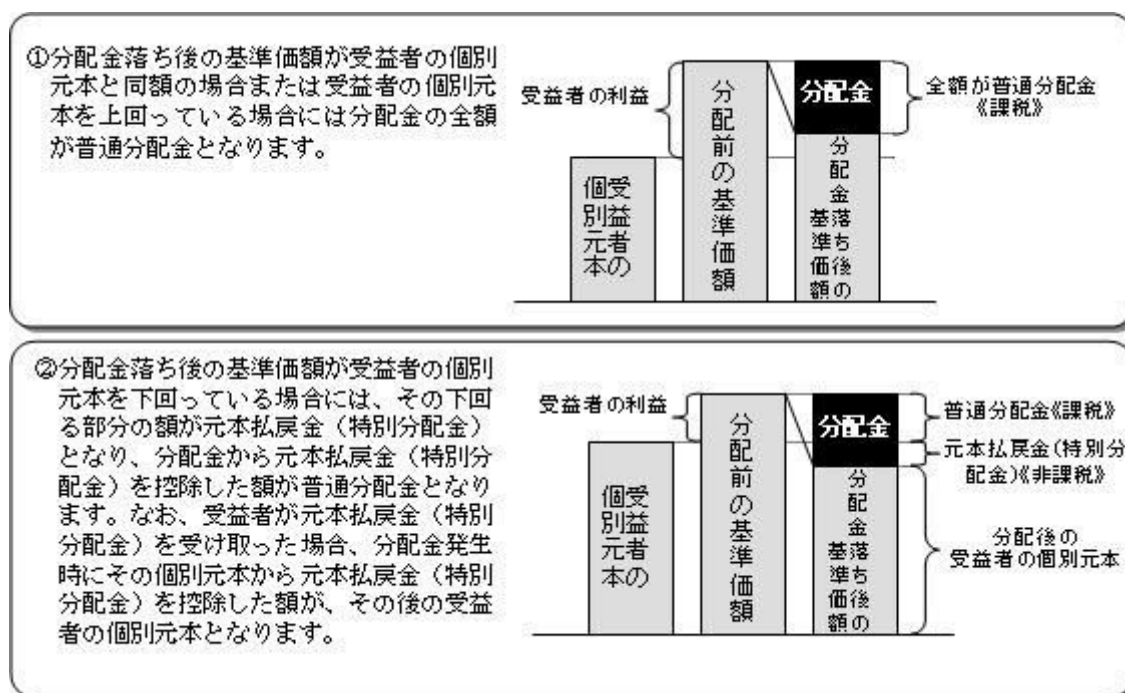 ①分配金落ち後の基準価額が受益者の個別
元本と同額の場合または受益者の個別元
本を上回っている場合には分配金の全額
が普通分配金となります。
受益者の利益
受益者の
個別元本
分配前の基準価額
分配金
分配金落ち後の
基準価額
全額が普通分配金
《課税》
②分配金落ち後の基準価額が受益者の個別
元本を下回っている場合には、その下回
る部分の額が元本払戻金（特別分配金）
となり、分配金から元本払戻金（特別分
配金）を控除した額が普通分配金となり
ます。なお、受益者が元本払戻金（特別
分配金）を受け取った場合、分配金発生
時にその個別元本から元本払戻金（特別
分配金）を控除した額が、その後の受益
者の個別元本となります。
受益者の利益
受益者の
個別元本
分配前の基準価額
分配金
分配金落ち後の
基準価額
普通分配金《課税》
元本払戻金(特別分
配金)《非課税》
分配後の
受益者の個別元本